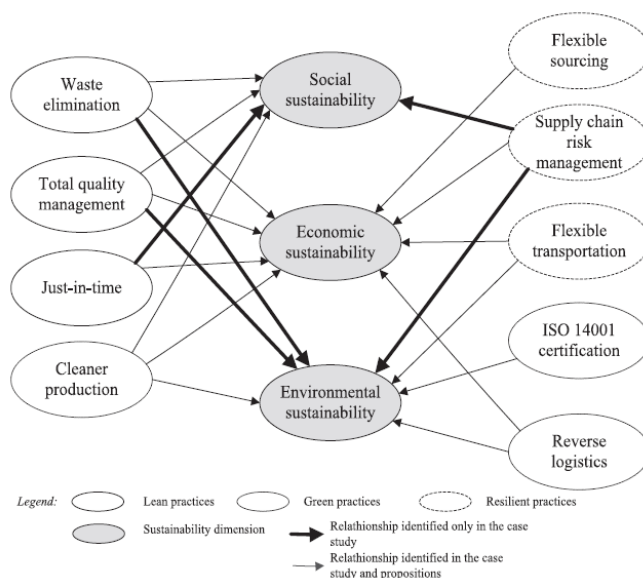 Waste
elimination
Total quality
management
Just-in-time
Cleaner
production
Social
sustainability
Economic
sustainability
Environmental
sustainability
Flexible
sourcing
Supply chain
risk
management
Flexible
transportation
ISO 14001
certification
Reverse
logistics
Legend:
Lean practices
Green practices
Resilient practices
Sustainability dimension
Relathionship identified only in the case
study
Relathionship identified in the case
study and propositions